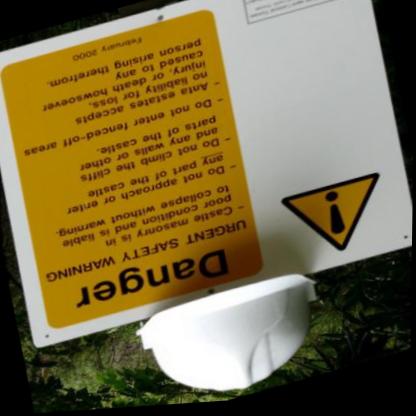 Danger
URGENT SAFETY WARNING
- Castle masonry is in
poor condition and liable
to collapse without warning.
- Do not approach or enter
any part of the castle
- Do not climb the cliffs
and any walls or other
parts of the castle.
- Do not enter fenced-off areas
- Anta estates accepts
no liability for loss,
injury, or death howsoever
caused to any
person arising therefrom.
February 2000